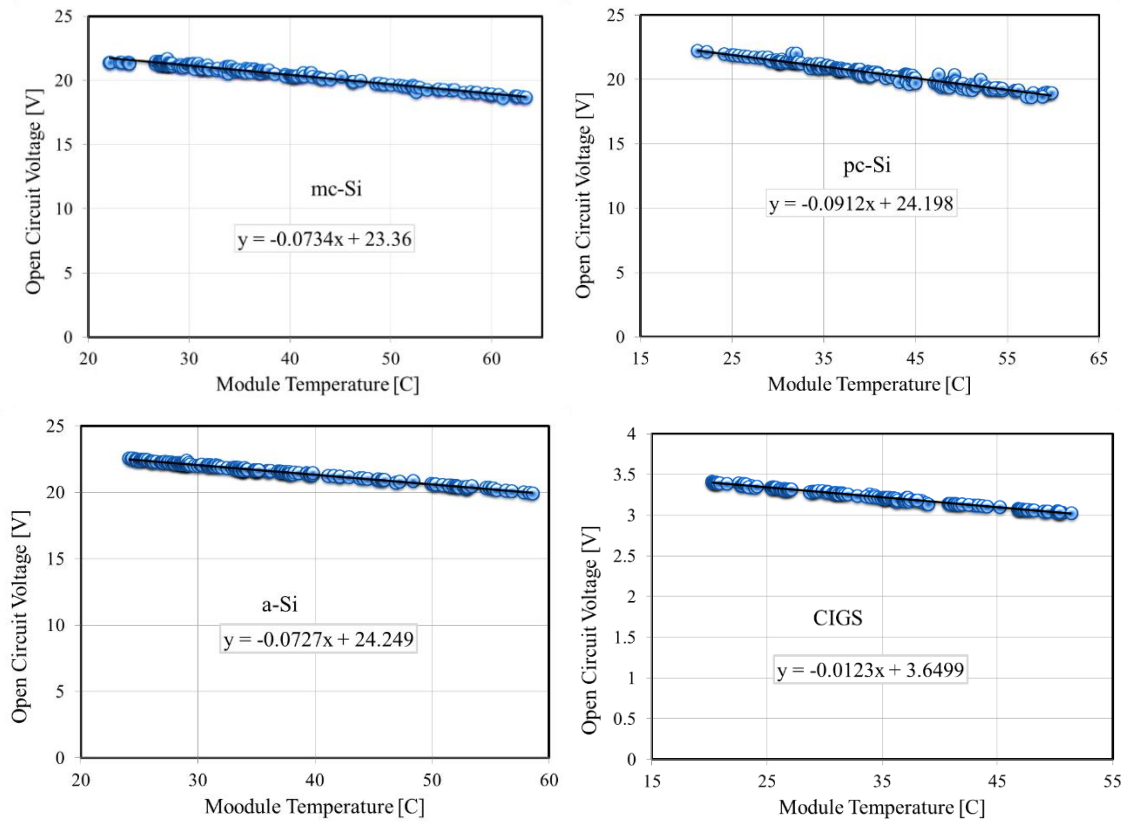 25
20
15
10
5
0
Open Circuit Voltage [V]
mc-Si
y = -0.0734x + 23.36
20 30 40 50 60
Module Temperature [C]
25
20
15
10
5
0
Open Circuit Voltage [V]
pc-Si
y = -0.0912x + 24.198
15 25 35 45 55 65
Module Temperature [C]
25
20
15
10
5
0
Open Circuit Voltage [V]
a-Si
y = -0.0727x + 24.249
20 30 40 50 60
Moodule Temperature [C]
4
3.5
3
2.5
2
1.5
1
0.5
0
Open Circuit Voltage [V]
CIGS
y = -0.0123x + 3.6499
15 25 35 45 55
Module Temperature [C]